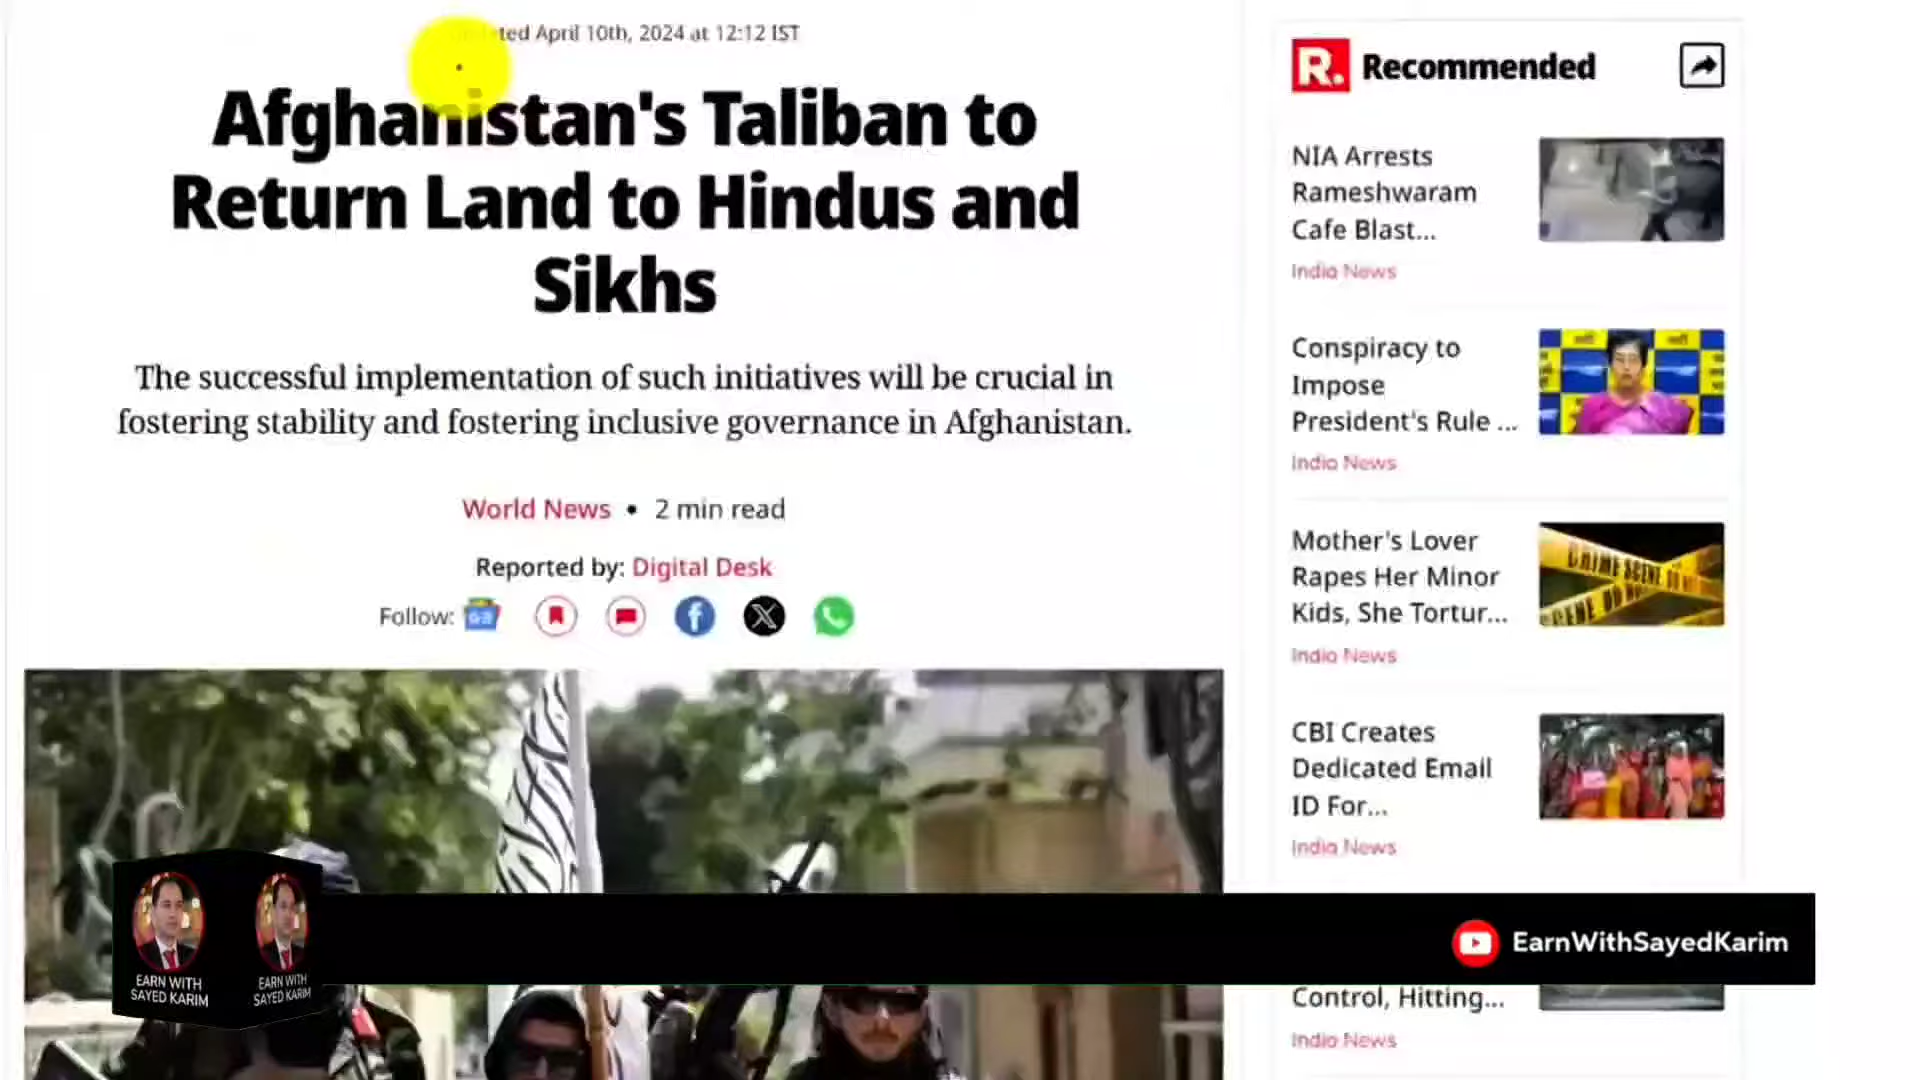 April 10th, 2024 at 12:12 IST
Afghanistan's Taliban to
Return Land to Hindus and
Sikhs
The successful implementation of such initiatives will be crucial in
fostering stability and fostering inclusive governance in Afghanistan.
World News • 2 min read
Reported by: Digital Desk
Follow:
R. Recommended
NIA Arrests
Rameshwaram
Cafe Blast...
India News
Conspiracy to
Impose
President's Rule ...
India News
Mother's Lover
Rapes Her Minor
Kids, She Tortur...
India News
CRIME SCENE DO
CBI Creates
Dedicated Email
ID For...
India News
Control, Hitting...
India News
EARN WITH
SAYED KARIM
EARN WITH
SAYED KARIM
EarnWithSayedKarim